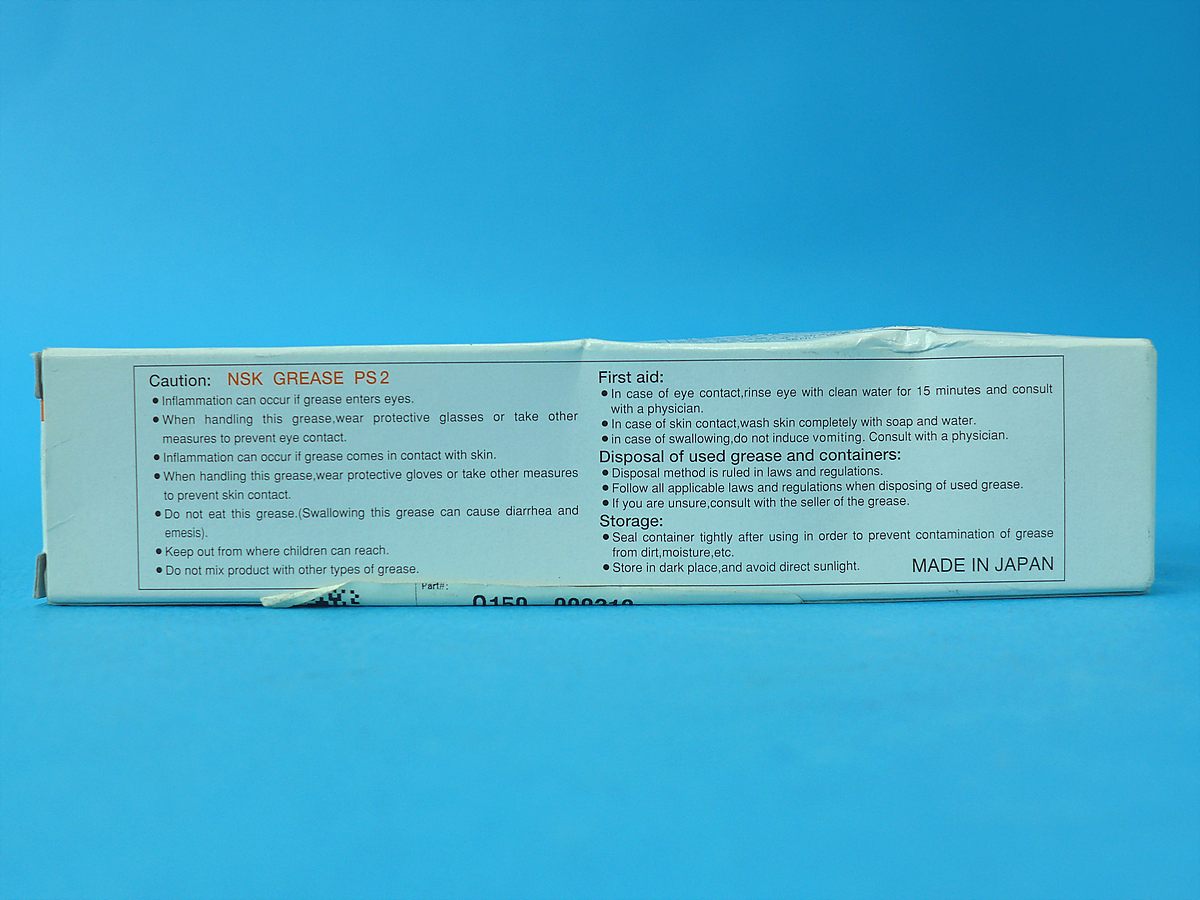 Caution: NSK GREASE PS2
● Inflammation can occur if grease enters eyes.
● When handling this grease,wear protective glasses or take other
measures to prevent eye contact.
● Inflammation can occur if grease comes in contact with skin.
● When handling this grease,wear protective gloves or take other measures
to prevent skin contact.
● Do not eat this grease.(Swallowing this grease can cause diarrhea and
emesis).
● Keep out from where children can reach.
● Do not mix product with other types of grease.
First aid:
● In case of eye contact,rinse eye with clean water for 15 minutes and consult
with a physician.
● In case of skin contact,wash skin completely with soap and water.
● in case of swallowing,do not induce vomiting. Consult with a physician.
Disposal of used grease and containers:
● Disposal method is ruled in laws and regulations.
● Follow all applicable laws and regulations when disposing of used grease.
● If you are unsure,consult with the seller of the grease.
Storage:
● Seal container tightly after using in order to prevent contamination of grease
from dirt,moisture,etc.
● Store in dark place,and avoid direct sunlight.
MADE IN JAPAN
Part#: